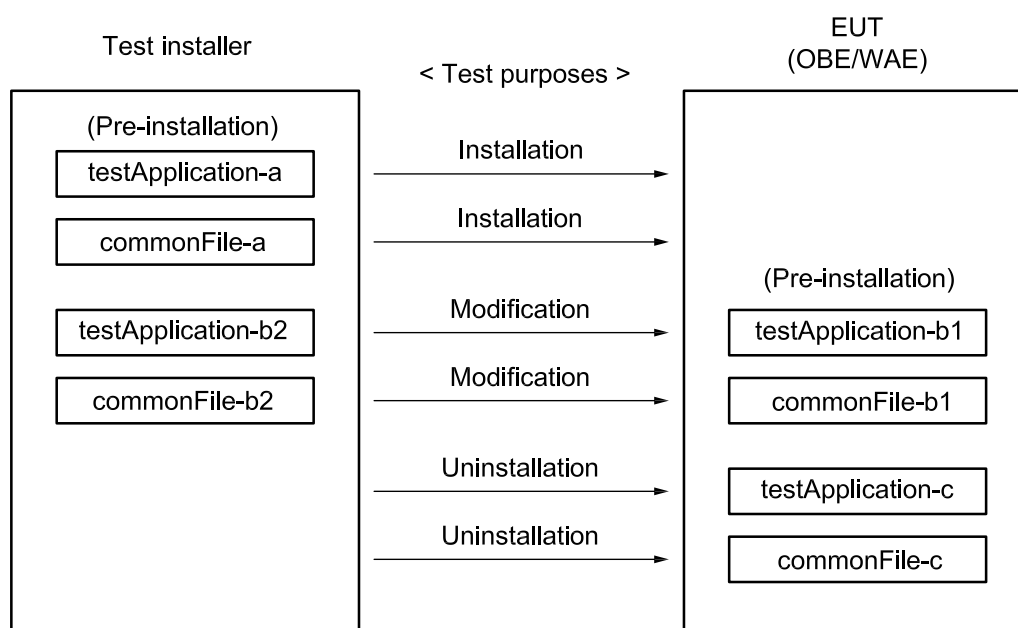 Test installer
< Test purposes >
EUT
(OBE/WAE)
(Pre-installation)
testApplication-a
Installation
commonFile-a
Installation
(Pre-installation)
testApplication-b2
Modification
testApplication-b1
commonFile-b2
Modification
commonFile-b1
Uninstallation
testApplication-c
Uninstallation
commonFile-c